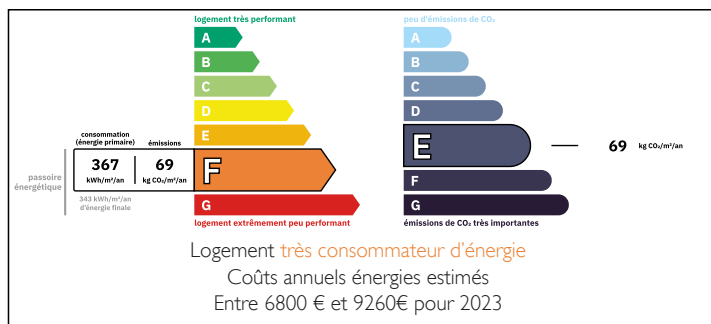 logement très performant
A
B
C
D
E
consommation
(énergie primaire)
émissions
367
kWh/m²/an
69
kg CO₂/m²/an
F
passoire
énergétique
343 kWh/m²/an
d'énergie finale
G
logement extrêmement peu performant
peu d'émissions de CO₂
A
B
C
D
E
69 kg CO₂/m²/an
F
G
émissions de CO₂ très importantes
Logement très consommateur d'énergie
Coûts annuels énergies estimés
Entre 6800 € et 9260€ pour 2023